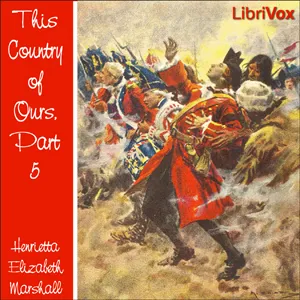 This
Country
of
Ours,
Part
5
Henrietta
Elizabeth
Marshall
LibriVox